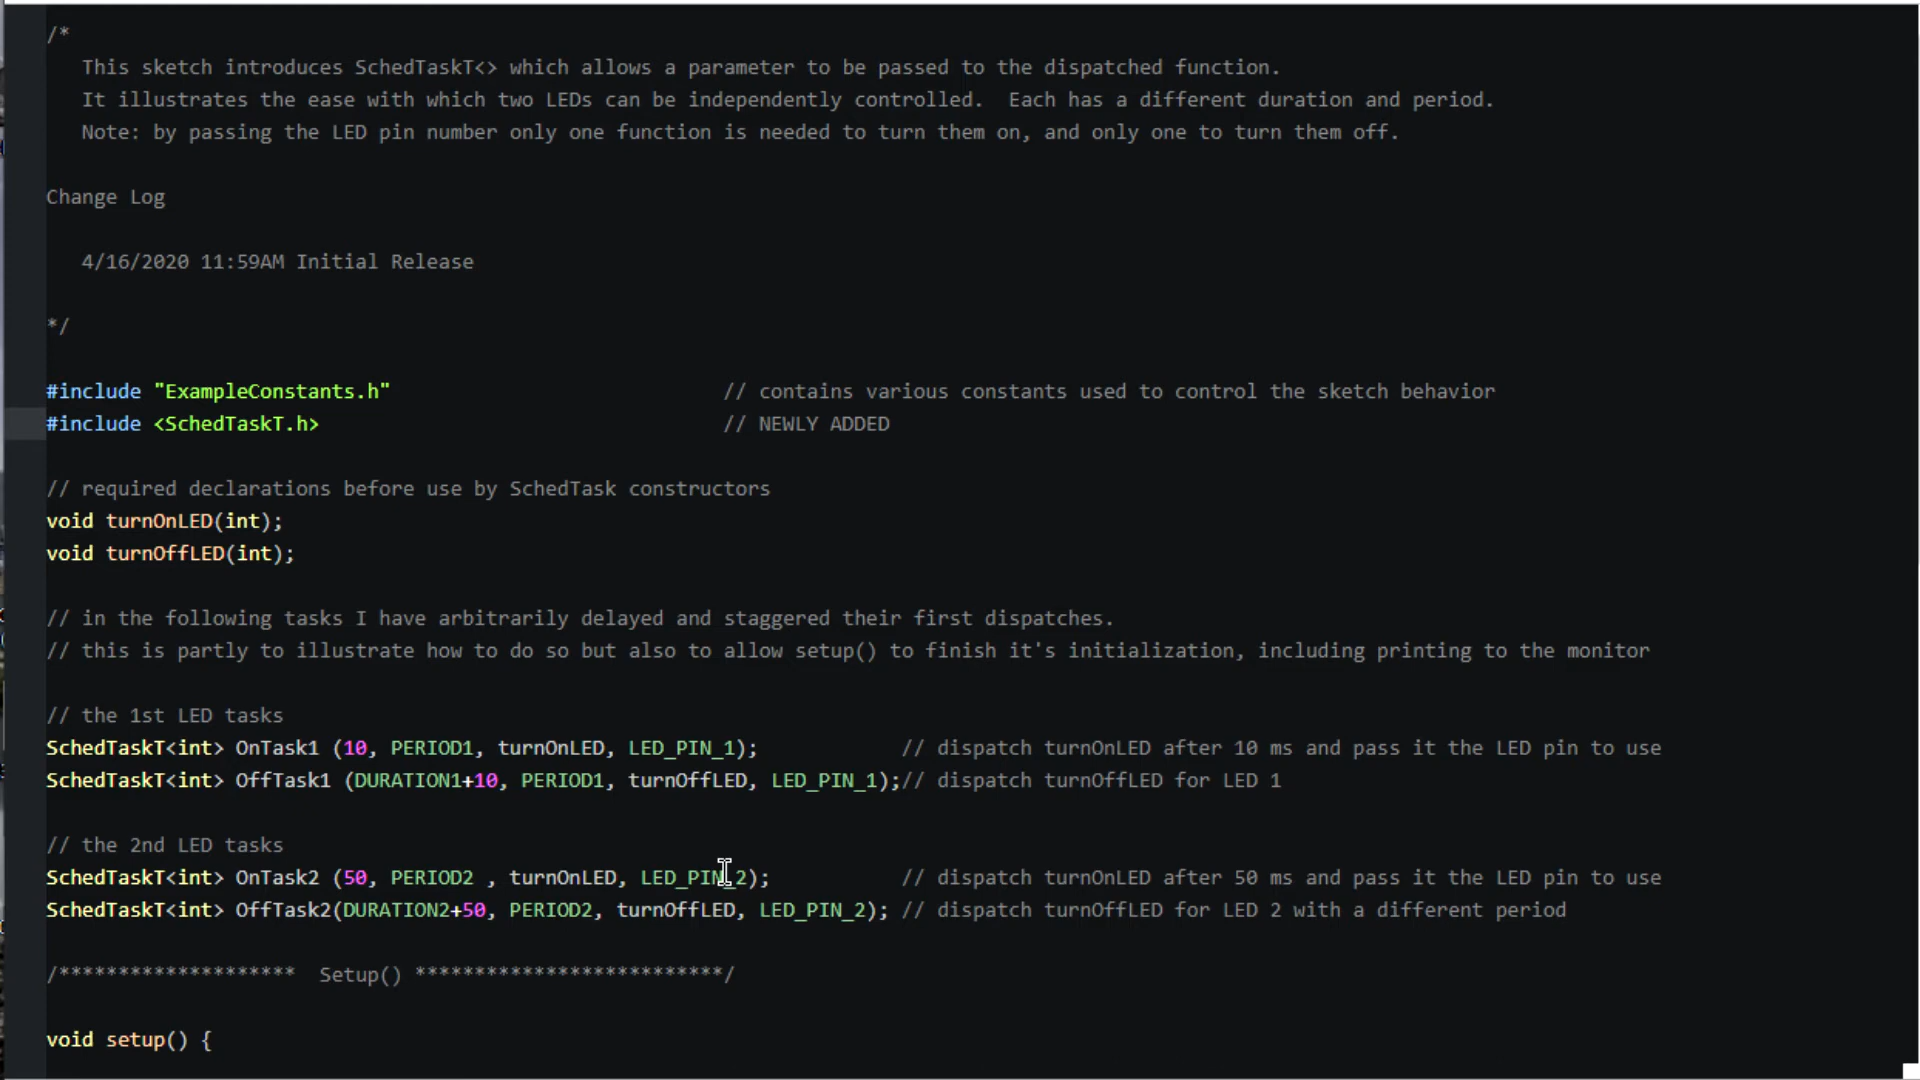 /*
This sketch introduces SchedTaskT<> which allows a parameter to be passed to the dispatched function.
It illustrates the ease with which two LEDs can be independently controlled.  Each has a different duration and period.
Note: by passing the LED pin number only one function is needed to turn them on, and only one to turn them off.
Change Log
4/16/2020 11:59AM Initial Release
*/
#include "ExampleConstants.h" // contains various constants used to control the sketch behavior
#include <SchedTaskT.h> // NEWLY ADDED
// required declarations before use by SchedTask constructors
void turnOnLED(int);
void turnOffLED(int);
// in the following tasks I have arbitrarily delayed and staggered their first dispatches.
// this is partly to illustrate how to do so but also to allow setup() to finish it's initialization, including printing to the monitor
// the 1st LED tasks
SchedTaskT<int> OnTask1 (10, PERIOD1, turnOnLED, LED_PIN_1); // dispatch turnOnLED after 10 ms and pass it the LED pin to use
SchedTaskT<int> OffTask1 (DURATION1+10, PERIOD1, turnOffLED, LED_PIN_1);// dispatch turnOffLED for LED 1
// the 2nd LED tasks
SchedTaskT<int> OnTask2 (50, PERIOD2 , turnOnLED, LED_PIN_2); // dispatch turnOnLED after 50 ms and pass it the LED pin to use
SchedTaskT<int> OffTask2(DURATION2+50, PERIOD2, turnOffLED, LED_PIN_2); // dispatch turnOffLED for LED 2 with a different period
/********************  Setup() **************************/
void setup() {